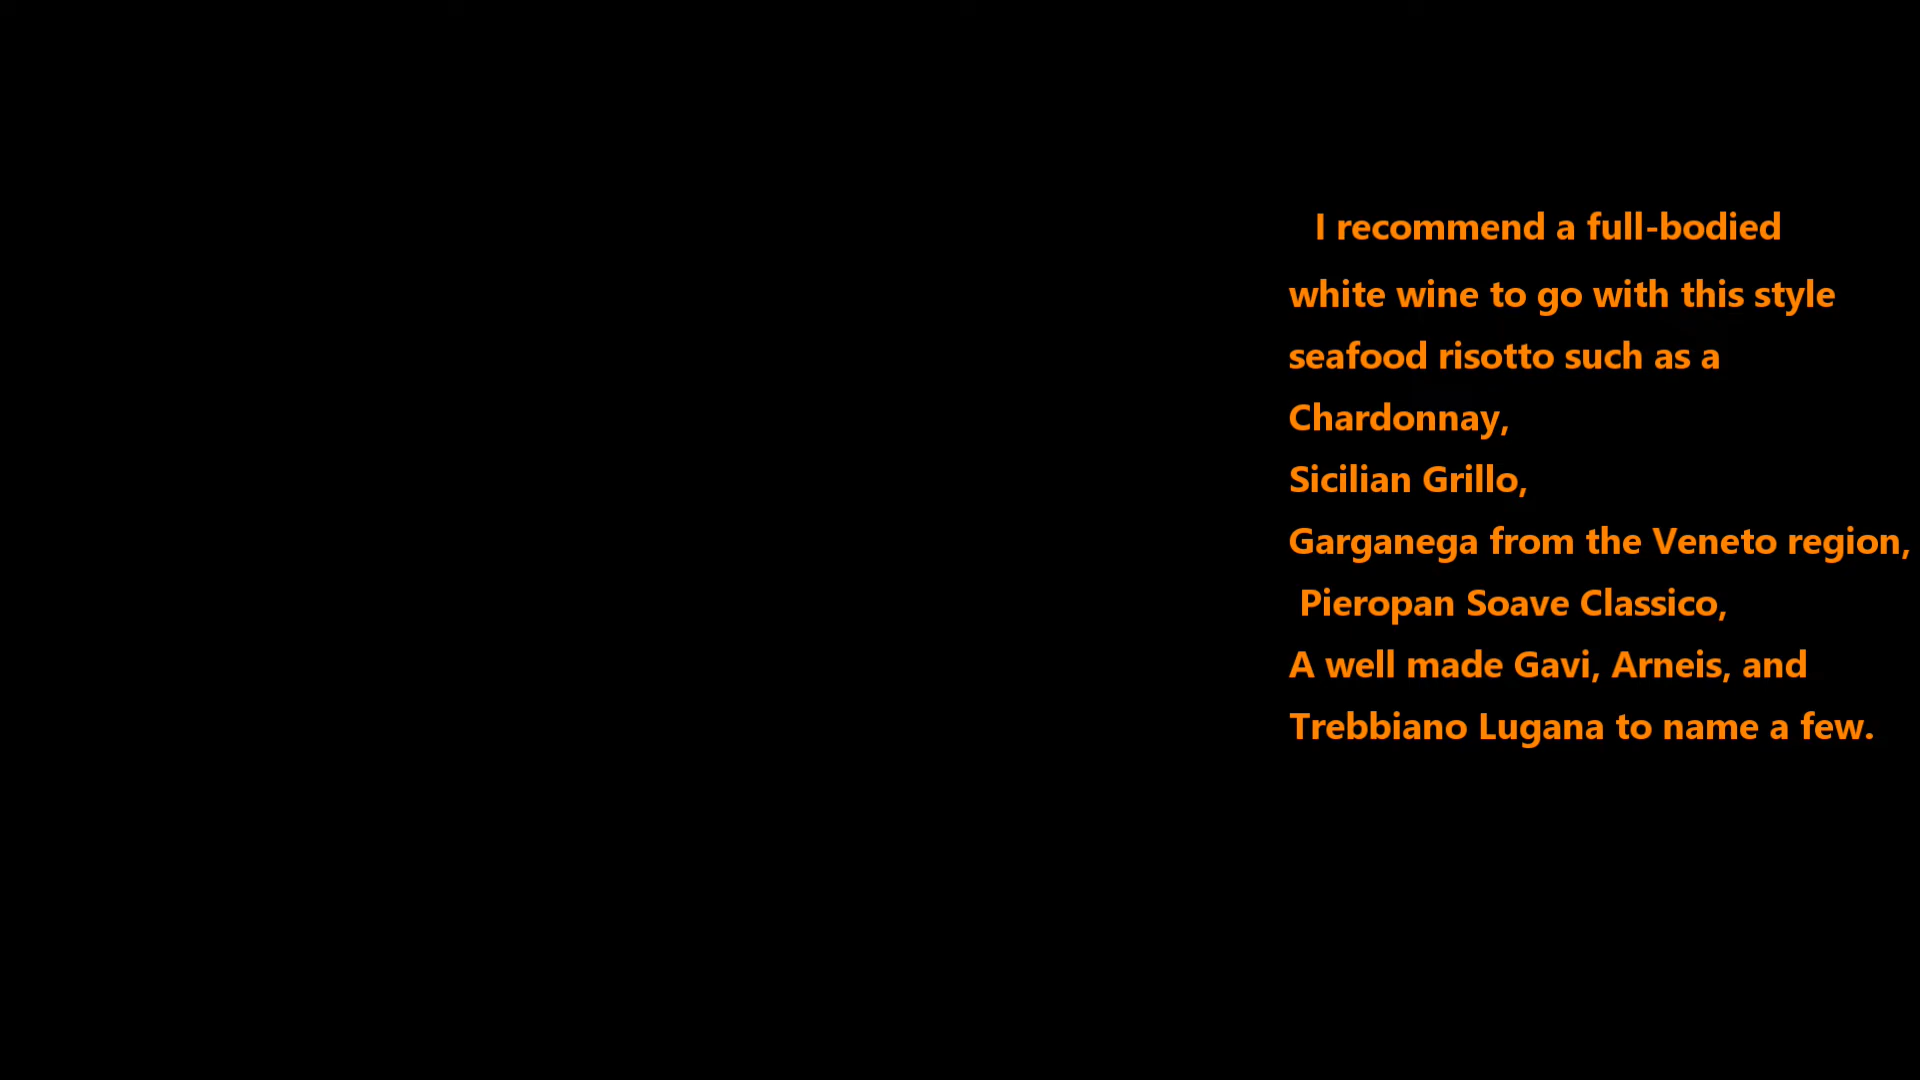 I recommend a full-bodied
white wine to go with this style
seafood risotto such as a
Chardonnay,
Sicilian Grillo,
Garganega from the Veneto region,
Pieropan Soave Classico,
A well made Gavi, Arneis, and
Trebbiano Lugana to name a few.